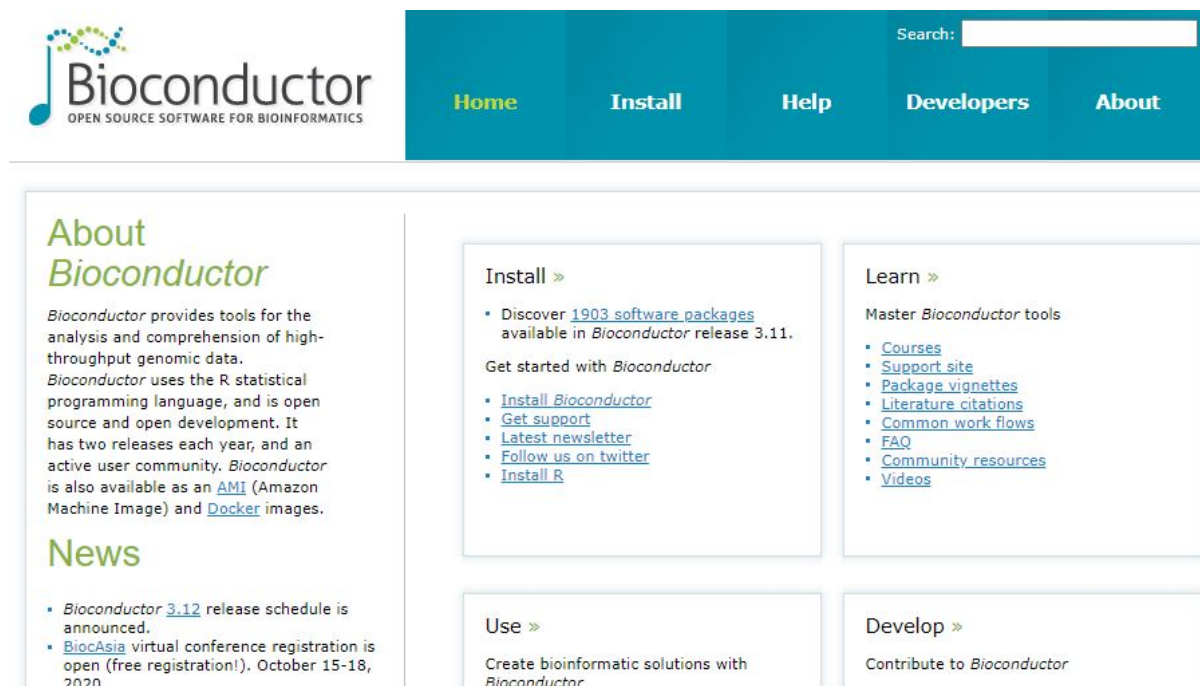 Bioconductor
OPEN SOURCE SOFTWARE FOR BIOINFORMATICS
Search:
Home Install Help Developers About
About
Bioconductor
Bioconductor provides tools for the
analysis and comprehension of high-
throughput genomic data.
Bioconductor uses the R statistical
programming language, and is open
source and open development. It
has two releases each year, and an
active user community. Bioconductor
is also available as an AMI (Amazon
Machine Image) and Docker images.
News
▪ Bioconductor 3.12 release schedule is
announced.
▪ BiocAsia virtual conference registration is
open (free registration!). October 15-18,
2020
Install »
▪ Discover 1903 software packages
available in Bioconductor release 3.11.
Get started with Bioconductor
▪ Install Bioconductor
▪ Get support
▪ Latest newsletter
▪ Follow us on twitter
▪ Install R
Learn »
Master Bioconductor tools
▪ Courses
▪ Support site
▪ Package vignettes
▪ Literature citations
▪ Common work flows
▪ FAQ
▪ Community resources
▪ Videos
Use »
Create bioinformatic solutions with
Bioconductor
Develop »
Contribute to Bioconductor